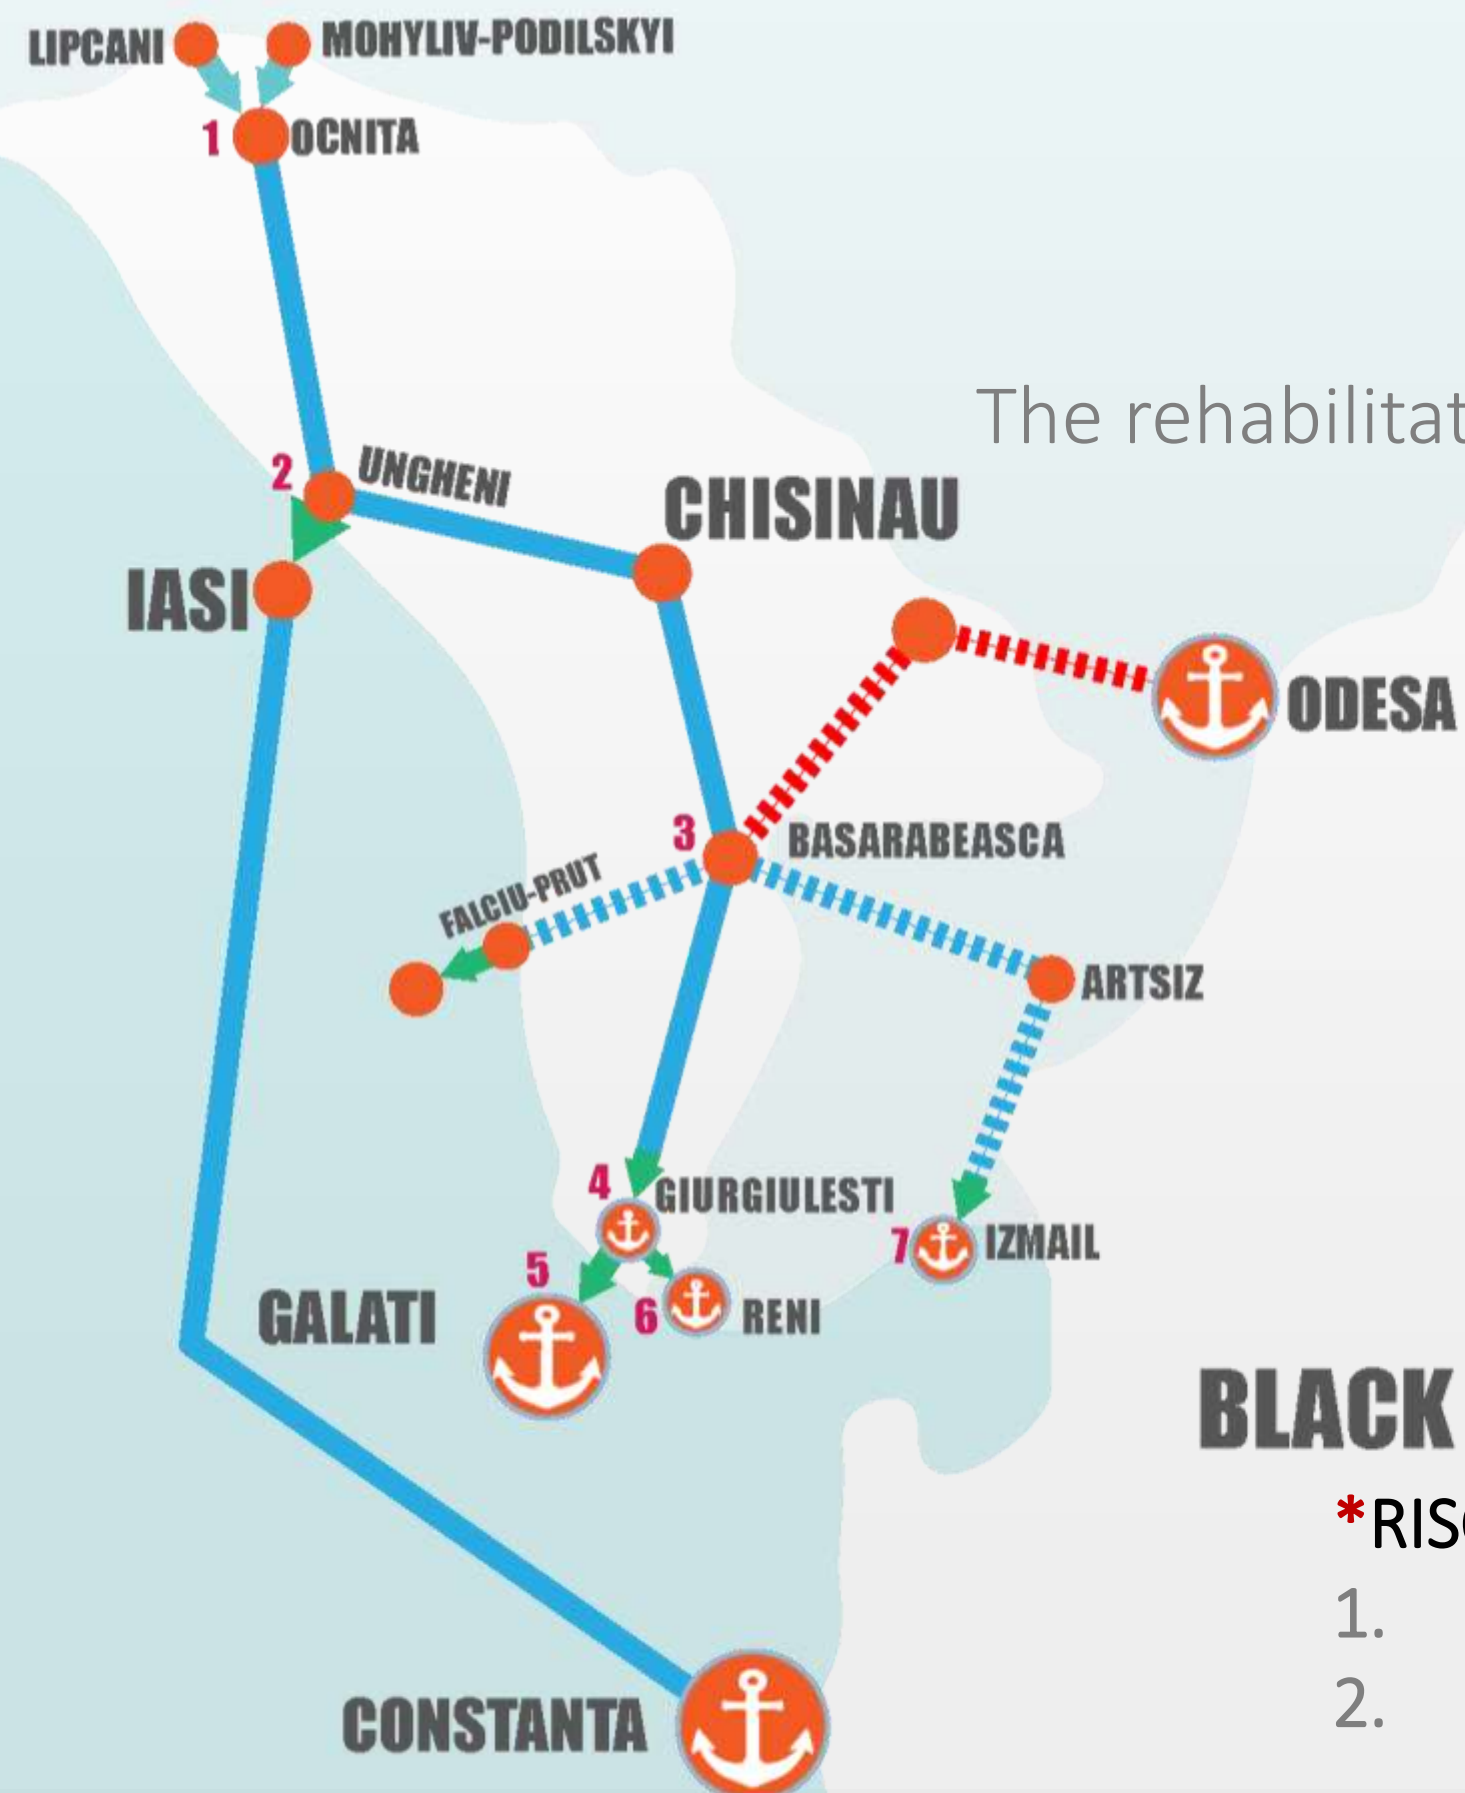 LIPCANI
MOHYLIV-PODILSKYI
1
OCNITA
The rehabilitat
2
UNGHENI
CHISINAU
IASI
ODESA
3
BASARABEASCA
FALCIU-PRUT
ARTSIZ
4
GIURGIULESTI
7
IZMAIL
5
GALATI
6
RENI
BLACK
*RISC
1.
2.
CONSTANTA